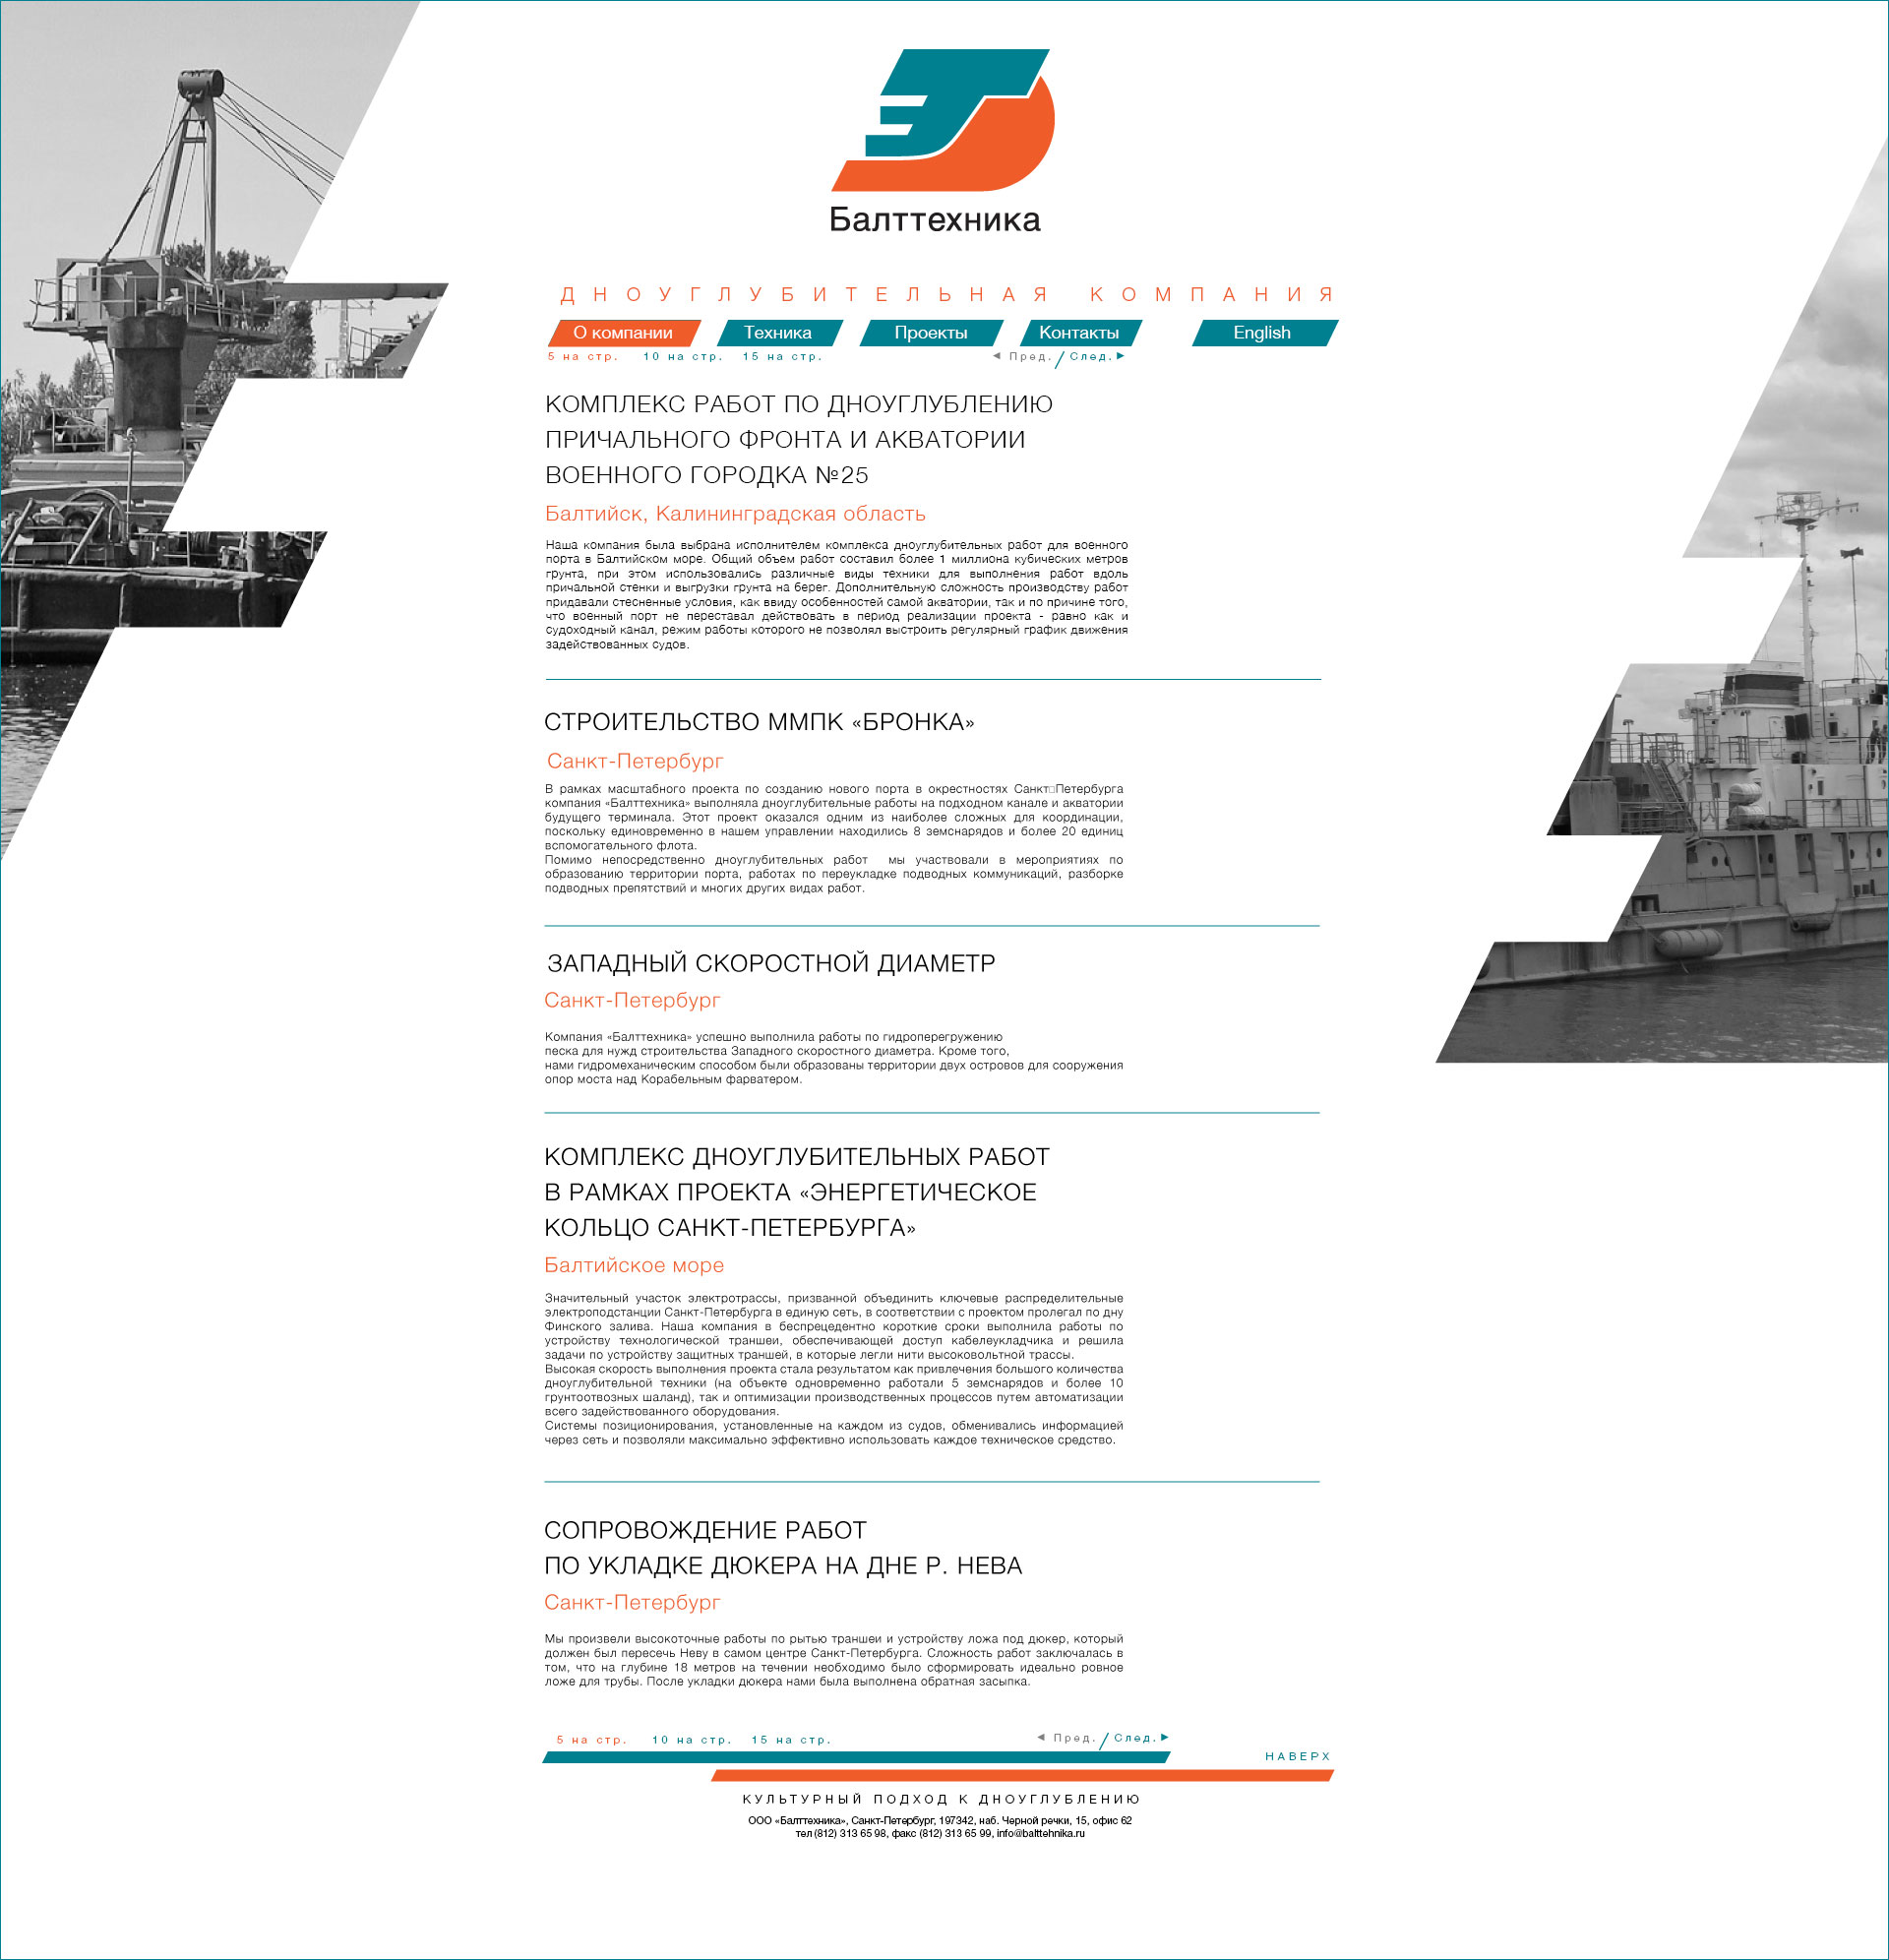 Балттехника
ДНОУГЛУБИТЕЛЬНАЯ КОМПАНИЯ
О компании Техника Проекты Контакты English
5 на стр. 10 на стр. 15 на стр. ◄ Пред. / След. ►
КОМПЛЕКС РАБОТ ПО ДНОУГЛУБЛЕНИЮ
ПРИЧАЛЬНОГО ФРОНТА И АКВАТОРИИ
ВОЕННОГО ГОРОДКА №25
Балтийск, Калининградская область
Наша компания была выбрана исполнителем комплекса дноуглубительных работ для военного
порта в Балтийском море. Общий объем работ составил более 1 миллиона кубических метров
грунта, при этом использовались различные виды техники для выполнения работ вдоль
причальной стенки и выгрузки грунта на берег. Дополнительную сложность производству работ
придавали стесненные условия, как ввиду особенностей самой акватории, так и по причине того,
что военный порт не переставал действовать в период реализации проекта - равно как и
судоходный канал, режим работы которого не позволял выстроить регулярный график движения
задействованных судов.
СТРОИТЕЛЬСТВО ММПК «БРОНКА»
Санкт-Петербург
В рамках масштабного проекта по созданию нового порта в окрестностях Санкт□Петербурга
компания «Балттехника» выполняла дноуглубительные работы на подходном канале и акватории
будущего терминала. Этот проект оказался одним из наиболее сложных для координации,
поскольку единовременно в нашем управлении находились 8 земснарядов и более 20 единиц
вспомогательного флота.
Помимо непосредственно дноуглубительных работ мы участвовали в мероприятиях по
образованию территории порта, работах по переукладке подводных коммуникаций, разборке
подводных препятствий и многих других видах работ.
ЗАПАДНЫЙ СКОРОСТНОЙ ДИАМЕТР
Санкт-Петербург
Компания «Балттехника» успешно выполнила работы по гидроперегружению
песка для нужд строительства Западного скоростного диаметра. Кроме того,
нами гидромеханическим способом были образованы территории двух островов для сооружения
опор моста над Корабельным фарватером.
КОМПЛЕКС ДНОУГЛУБИТЕЛЬНЫХ РАБОТ
В РАМКАХ ПРОЕКТА «ЭНЕРГЕТИЧЕСКОЕ
КОЛЬЦО САНКТ-ПЕТЕРБУРГА»
Балтийское море
Значительный участок электротрассы, призванной объединить ключевые распределительные
электроподстанции Санкт-Петербурга в единую сеть, в соответствии с проектом пролегал по дну
Финского залива. Наша компания в беспрецедентно короткие сроки выполнила работы по
устройству технологической траншеи, обеспечивающей доступ кабелеукладчика и решила
задачи по устройству защитных траншей, в которые легли нити высоковольтной трассы.
Высокая скорость выполнения проекта стала результатом как привлечения большого количества
дноуглубительной техники (на объекте одновременно работали 5 земснарядов и более 10
грунтоотвозных шаланд), так и оптимизации производственных процессов путем автоматизации
всего задействованного оборудования.
Системы позиционирования, установленные на каждом из судов, обменивались информацией
через сеть и позволяли максимально эффективно использовать каждое техническое средство.
СОПРОВОЖДЕНИЕ РАБОТ
ПО УКЛАДКЕ ДЮКЕРА НА ДНЕ Р. НЕВА
Санкт-Петербург
Мы произвели высокоточные работы по рытью траншеи и устройству ложа под дюкер, который
должен был пересечь Неву в самом центре Санкт-Петербурга. Сложность работ заключалась в
том, что на глубине 18 метров на течении необходимо было сформировать идеально ровное
ложе для трубы. После укладки дюкера нами была выполнена обратная засыпка.
5 на стр. 10 на стр. 15 на стр. ◄ Пред. / След. ►
НАВЕРХ
КУЛЬТУРНЫЙ ПОДХОД К ДНОУГЛУБЛЕНИЮ
ООО «Балттехника», Санкт-Петербург, 197342, наб. Черной речки, 15, офис 62
тел (812) 313 65 98, факс (812) 313 65 99, info@balttehnika.ru